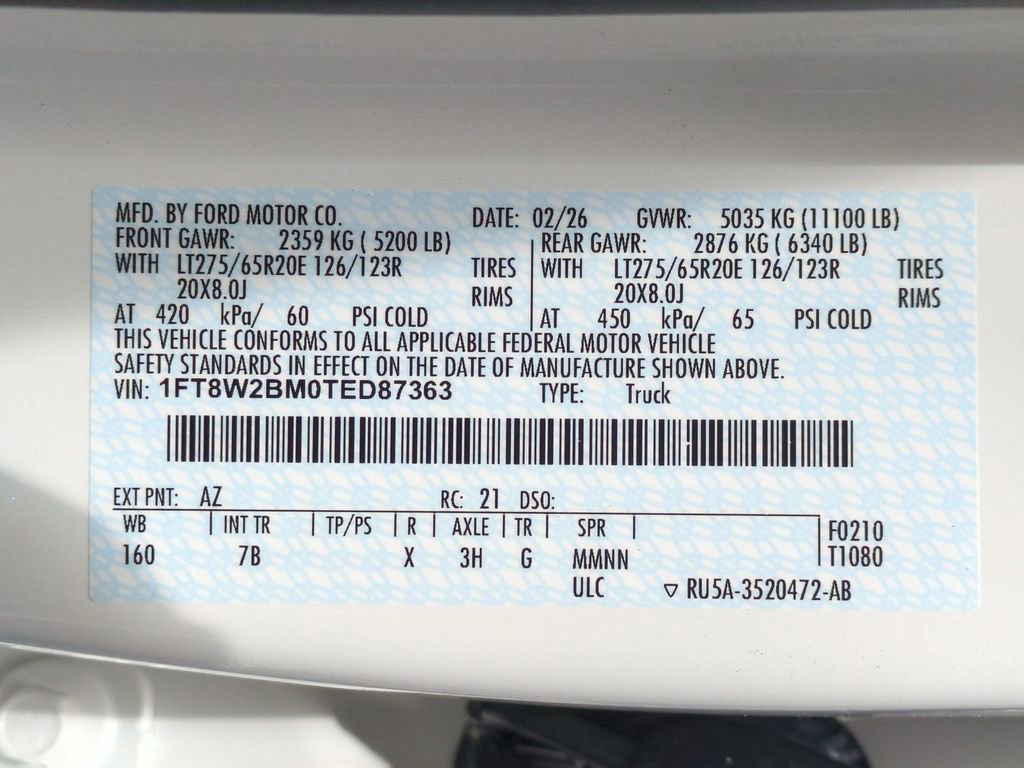 MFD. BY FORD MOTOR CO. DATE: 02/26 GVWR: 5035 KG (11100 LB)
FRONT GAWR: 2359 KG ( 5200 LB) REAR GAWR: 2876 KG ( 6340 LB)
WITH LT275/65R20E 126/123R TIRES WITH LT275/65R20E 126/123R TIRES
20X8.0J RIMS 20X8.0J RIMS
AT 420 kPa/ 60 PSI COLD AT 450 kPa/ 65 PSI COLD
THIS VEHICLE CONFORMS TO ALL APPLICABLE FEDERAL MOTOR VEHICLE
SAFETY STANDARDS IN EFFECT ON THE DATE OF MANUFACTURE SHOWN ABOVE.
VIN: 1FT8W2BM0TED87363 TYPE: Truck
EXT PNT: AZ RC: 21 DSO:
WB INT TR TP/PS R AXLE TR SPR F0210
160 7B X 3H G MMNN T1080
ULC ▽ RU5A-3520472-AB